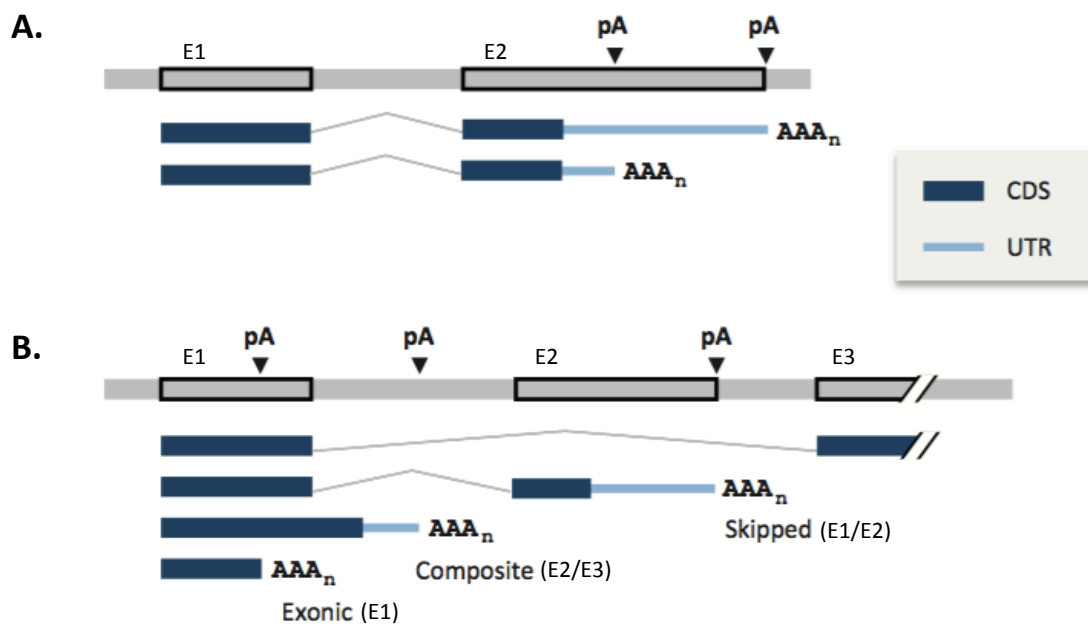 A.
pA pA
E1 E2
AAAn
AAAn
CDS
UTR
B.
pA pA pA
E1 E2 E3
AAAn
Skipped (E1/E2)
AAAn
Composite (E2/E3)
AAAn
Exonic (E1)